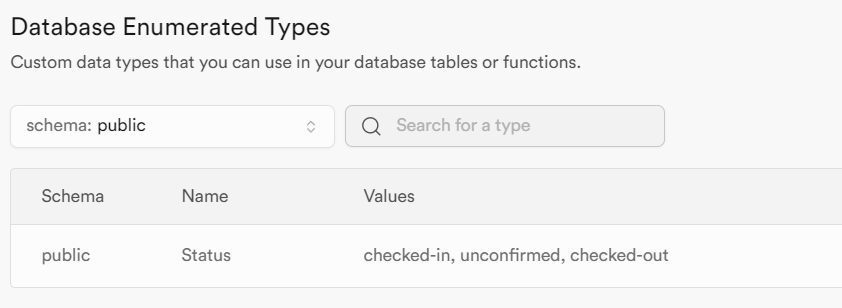 Database Enumerated Types
Custom data types that you can use in your database tables or functions.
schema: public Search for a type
Schema Name Values
public Status checked-in, unconfirmed, checked-out